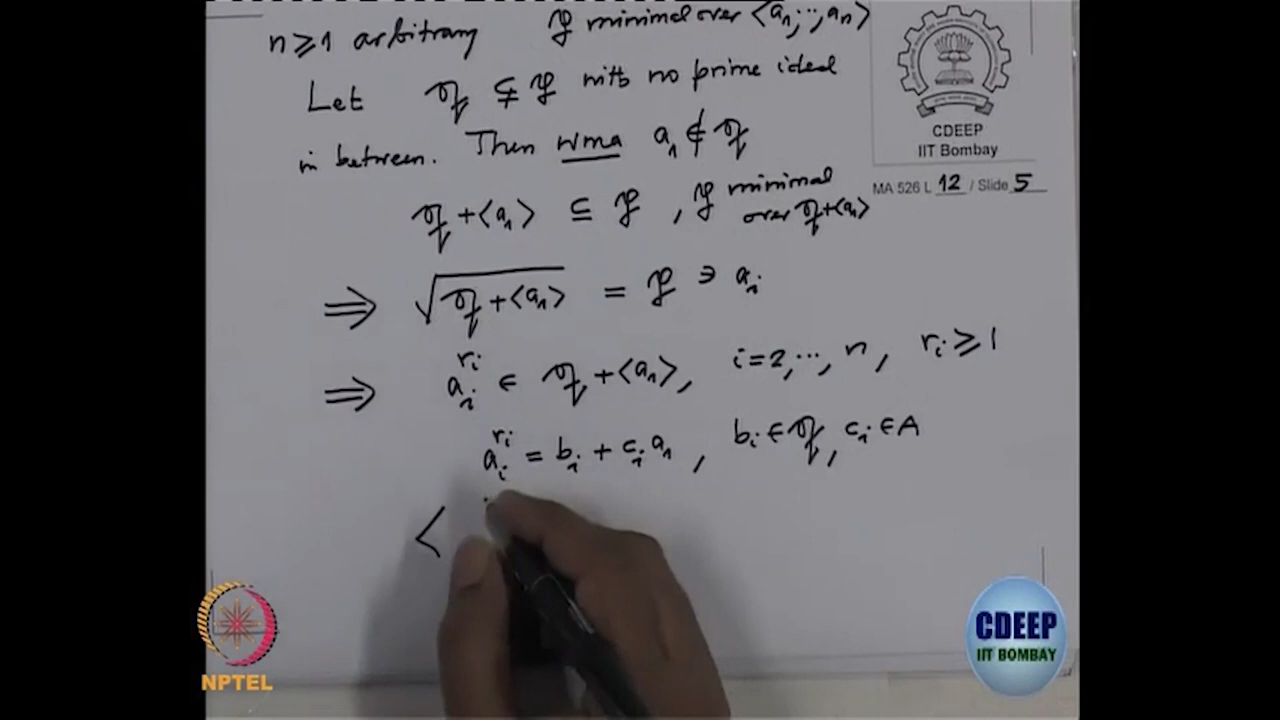 n ⩾ 1 arbitrary 𝔭 minimal over ⟨a₁, ⋯, aₙ⟩
Let 𝔮 ⊊ 𝔭 with no prime ideal
in between. Then wma a₁ ∉ 𝔮
𝔮 + ⟨a₁⟩ ⊆ 𝔭 , 𝔭 minimal
over 𝔮 + ⟨a₁⟩
⟹ √(𝔮 + ⟨a₁⟩) = 𝔭 ∋ aᵢ
⟹ aᵢ^{rᵢ} ∈ 𝔮 + ⟨a₁⟩, i = 2, ⋯, n, rᵢ ⩾ 1
aᵢ^{rᵢ} = bᵢ + cᵢ a₁ , bᵢ ∈ 𝔮, cᵢ ∈ A
⟨
CDEEP
IIT Bombay
MA 526 L 12 / Slide 5
NPTEL
CDEEP
IIT BOMBAY